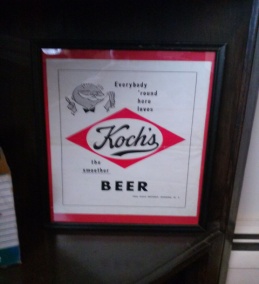 Everybody
'round
here
loves
Koch's
the
smoother
BEER